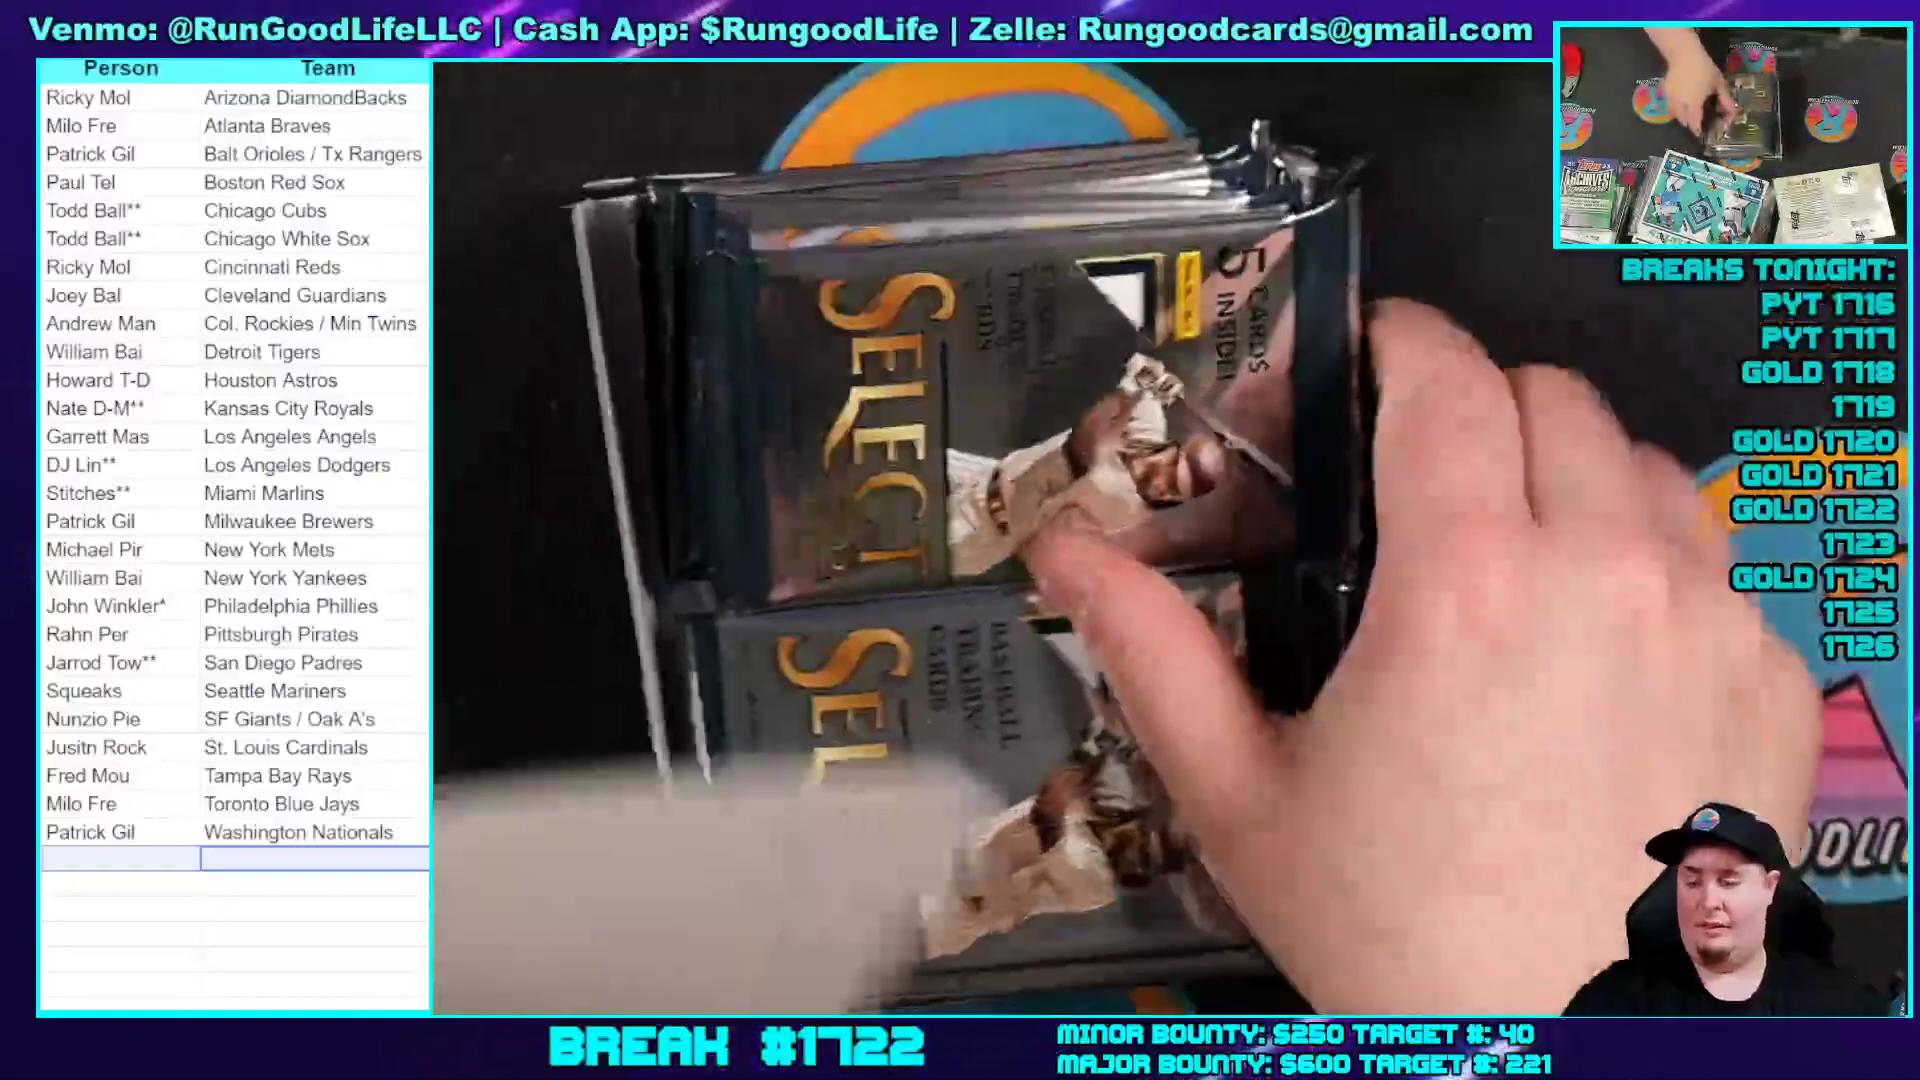 Venmo: @RunGoodLifeLLC | Cash App: $RungoodLife | Zelle: Rungoodcards@gmail.com
Person Team
Ricky Mol Arizona DiamondBacks
Milo Fre Atlanta Braves
Patrick Gil Balt Orioles / Tx Rangers
Paul Tel Boston Red Sox
Todd Ball** Chicago Cubs
Todd Ball** Chicago White Sox
Ricky Mol Cincinnati Reds
Joey Bal Cleveland Guardians
Andrew Man Col. Rockies / Min Twins
William Bai Detroit Tigers
Howard T-D Houston Astros
Nate D-M** Kansas City Royals
Garrett Mas Los Angeles Angels
DJ Lin** Los Angeles Dodgers
Stitches** Miami Marlins
Patrick Gil Milwaukee Brewers
Michael Pir New York Mets
William Bai New York Yankees
John Winkler* Philadelphia Phillies
Rahn Per Pittsburgh Pirates
Jarrod Tow** San Diego Padres
Squeaks Seattle Mariners
Nunzio Pie SF Giants / Oak A's
Jusitn Rock St. Louis Cardinals
Fred Mou Tampa Bay Rays
Milo Fre Toronto Blue Jays
Patrick Gil Washington Nationals
5 CARDS
INSIDE!
SELECT
BASEBALL
TRADING
CARDS
SEL
ARCHIVES
BREAKS TONIGHT:
PYT 1716
PYT 1717
GOLD 1718
1719
GOLD 1720
GOLD 1721
GOLD 1722
1723
GOLD 1724
1725
1726
BREAK #1722
MINOR BOUNTY: $250 TARGET #: 40
MAJOR BOUNTY: $600 TARGET #: 221